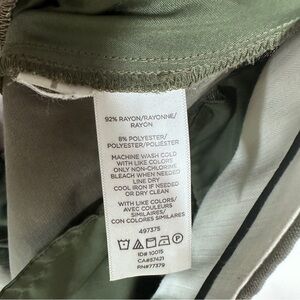 92% RAYON/RAYONNE/
RAYÓN
8% POLYESTER/
POLYESTER/POLIÉSTER
MACHINE WASH COLD
WITH LIKE COLORS
ONLY NON-CHLORINE
BLEACH WHEN NEEDED
LINE DRY
COOL IRON IF NEEDED
OR DRY CLEAN
WITH LIKE COLORS/
AVEC COULEURS
SIMILAIRES/
CON COLORES SIMILARES
497375
ID# 10015
CA#57421
RN#77379